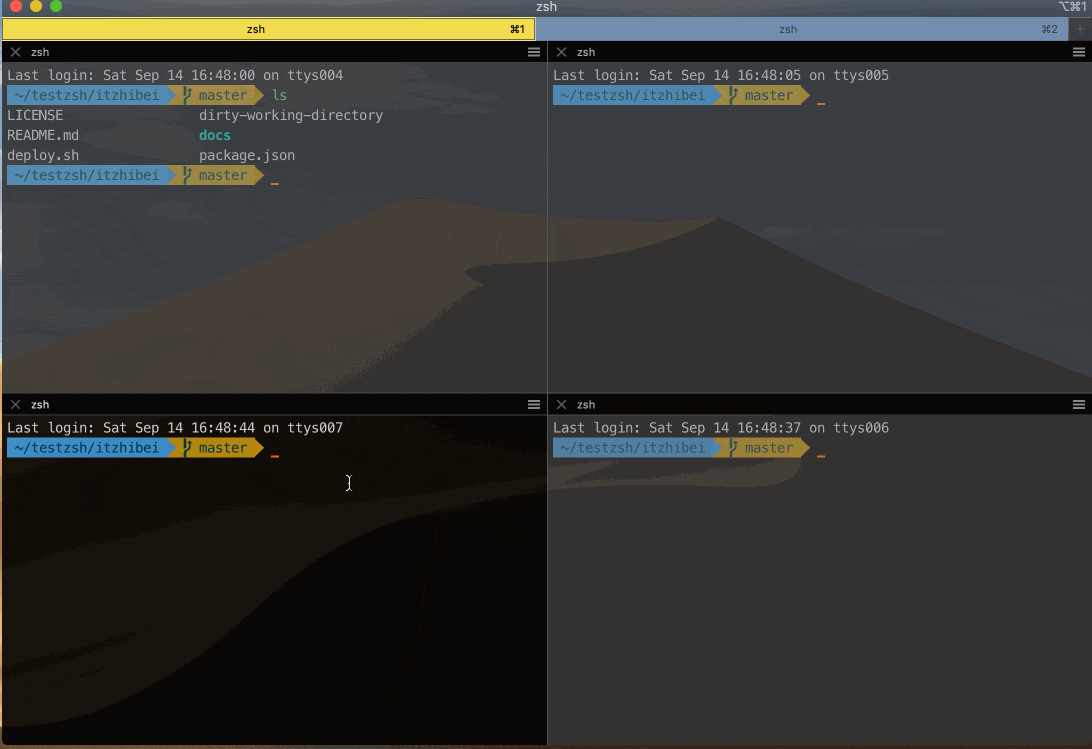 zsh ⌥⌘1
zsh ⌘1 zsh ⌘2 +
zsh
Last login: Sat Sep 14 16:48:00 on ttys004
~/testzsh/itzhibei master ls
LICENSE dirty-working-directory
README.md docs
deploy.sh package.json
~/testzsh/itzhibei master _
zsh
Last login: Sat Sep 14 16:48:05 on ttys005
~/testzsh/itzhibei master _
zsh
Last login: Sat Sep 14 16:48:44 on ttys007
~/testzsh/itzhibei master _
zsh
Last login: Sat Sep 14 16:48:37 on ttys006
~/testzsh/itzhibei master _